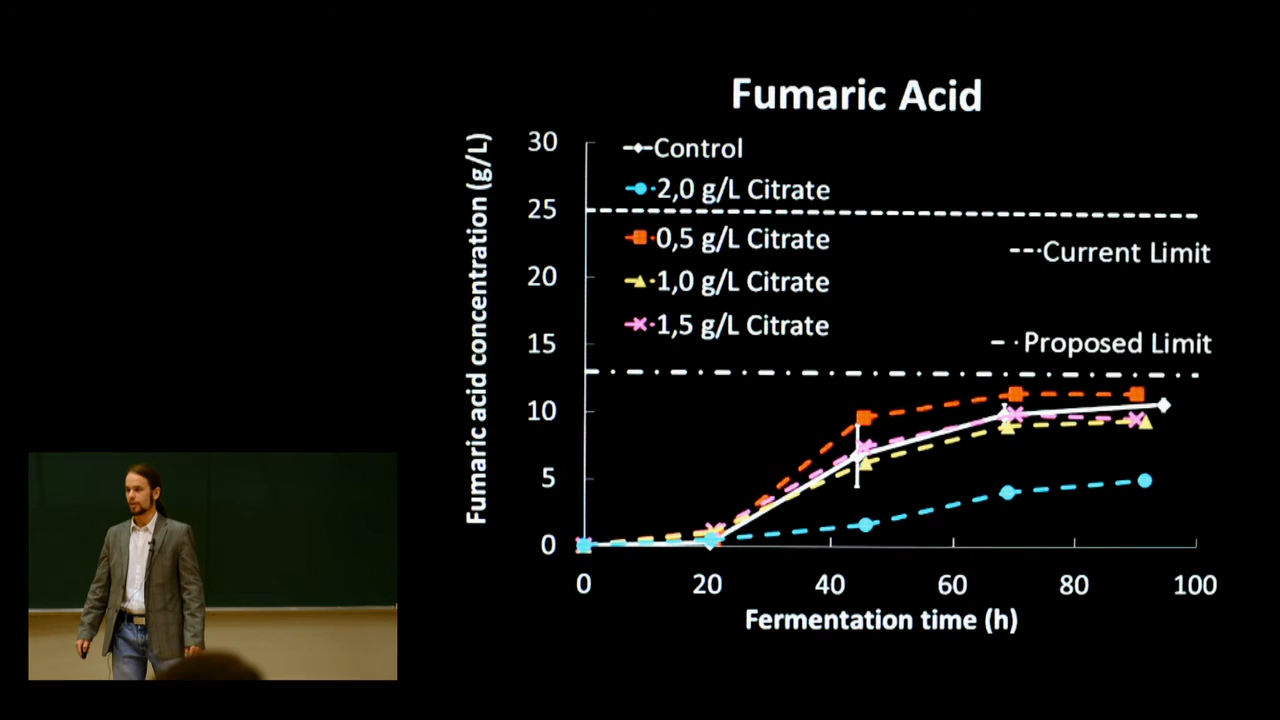 Fumaric Acid
Fumaric acid concentration (g/L)
30
25
20
15
10
5
0
Control
2,0 g/L Citrate
0,5 g/L Citrate
1,0 g/L Citrate
1,5 g/L Citrate
Current Limit
Proposed Limit
0 20 40 60 80 100
Fermentation time (h)